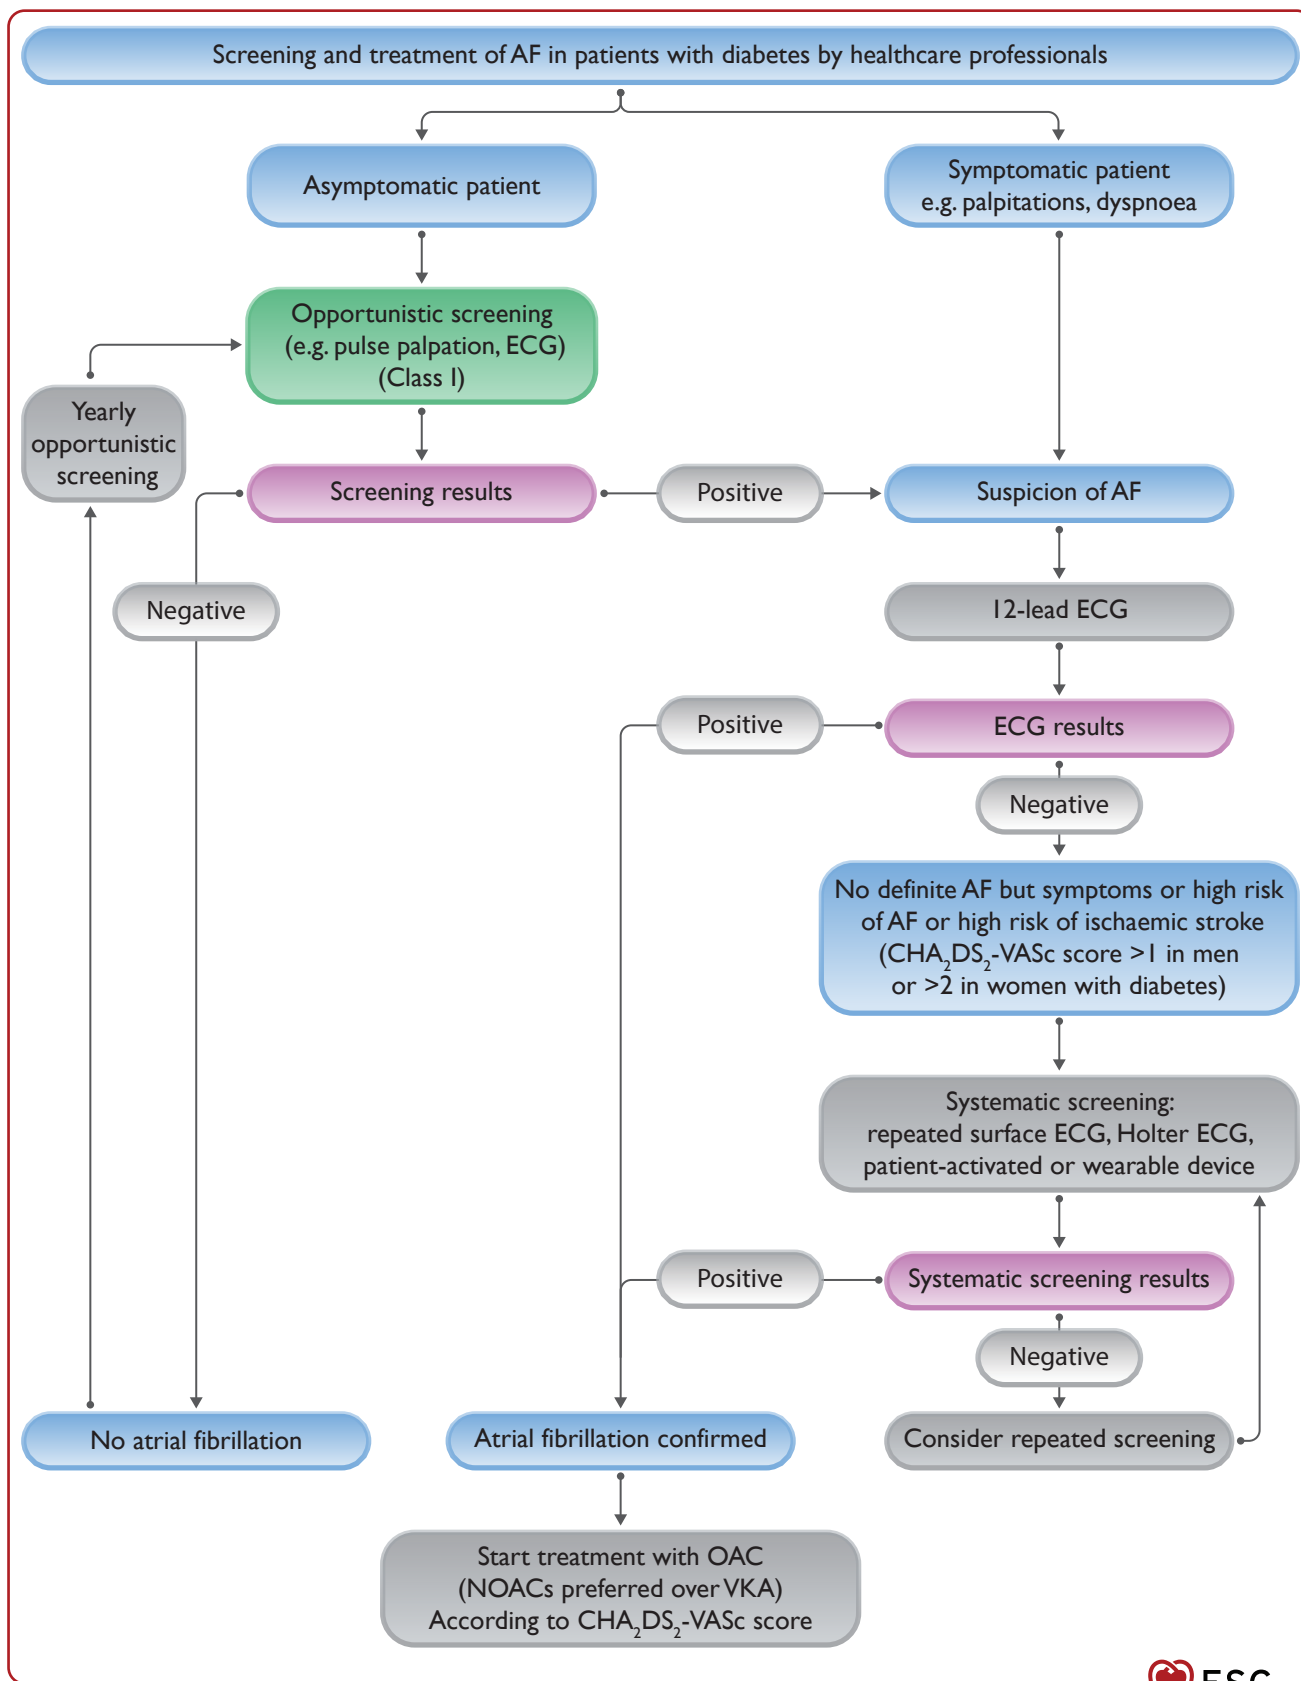 Screening and treatment of AF in patients with diabetes by healthcare professionals
Asymptomatic patient
Symptomatic patient
e.g. palpitations, dyspnoea
Opportunistic screening
(e.g. pulse palpation, ECG)
(Class I)
Yearly
opportunistic
screening
Screening results
Positive
Suspicion of AF
Negative
12-lead ECG
Positive
ECG results
Negative
No definite AF but symptoms or high risk
of AF or high risk of ischaemic stroke
(CHA₂DS₂-VASc score >1 in men
or >2 in women with diabetes)
Systematic screening:
repeated surface ECG, Holter ECG,
patient-activated or wearable device
Positive
Systematic screening results
Negative
No atrial fibrillation
Atrial fibrillation confirmed
Consider repeated screening
Start treatment with OAC
(NOACs preferred over VKA)
According to CHA₂DS₂-VASc score
ESC